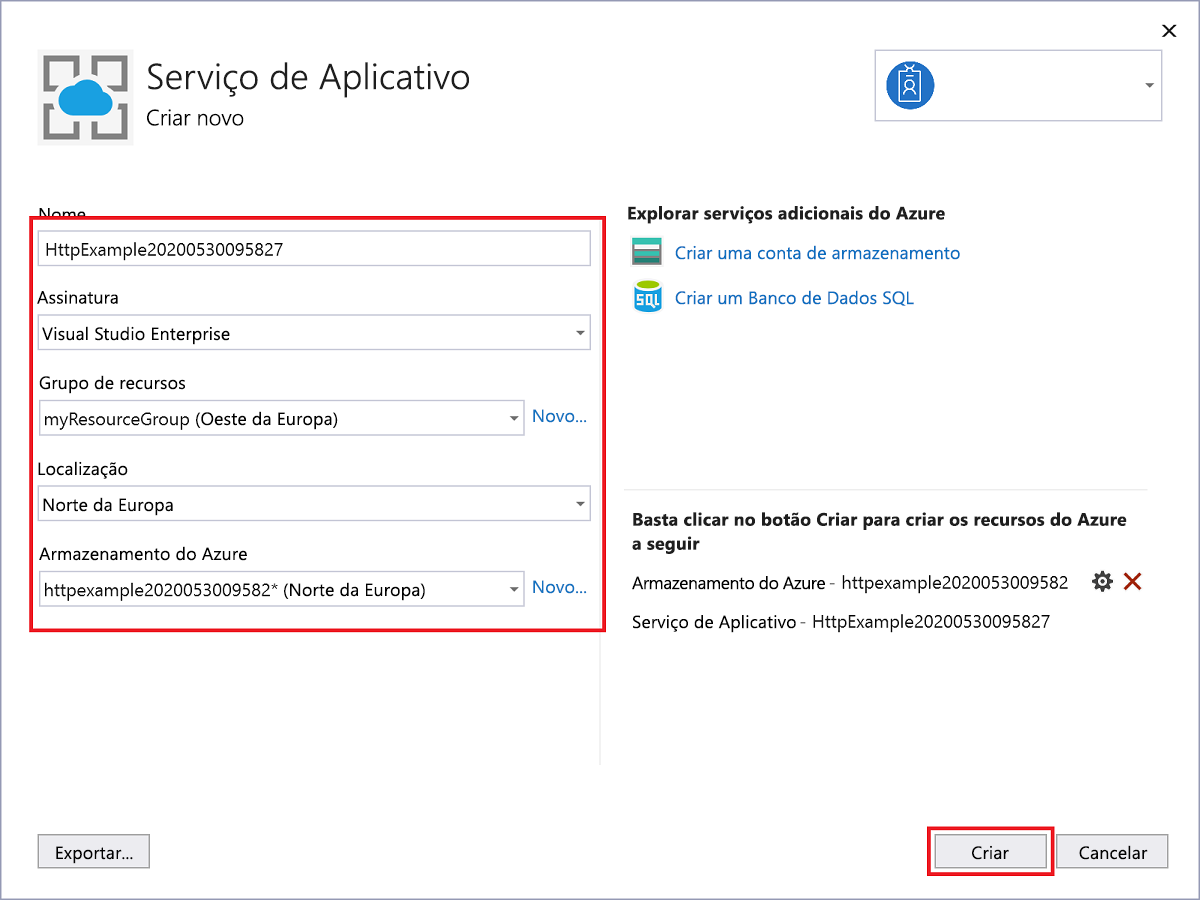 Serviço de Aplicativo
Criar novo
Nome
HttpExample20200530095827
Assinatura
Visual Studio Enterprise
Grupo de recursos
myResourceGroup (Oeste da Europa)
Novo...
Localização
Norte da Europa
Armazenamento do Azure
httpexample2020053009582* (Norte da Europa)
Novo...
Explorar serviços adicionais do Azure
Criar uma conta de armazenamento
SQL
Criar um Banco de Dados SQL
Basta clicar no botão Criar para criar os recursos do Azure
a seguir
Armazenamento do Azure - httpexample2020053009582
Serviço de Aplicativo - HttpExample20200530095827
Exportar...
Criar
Cancelar